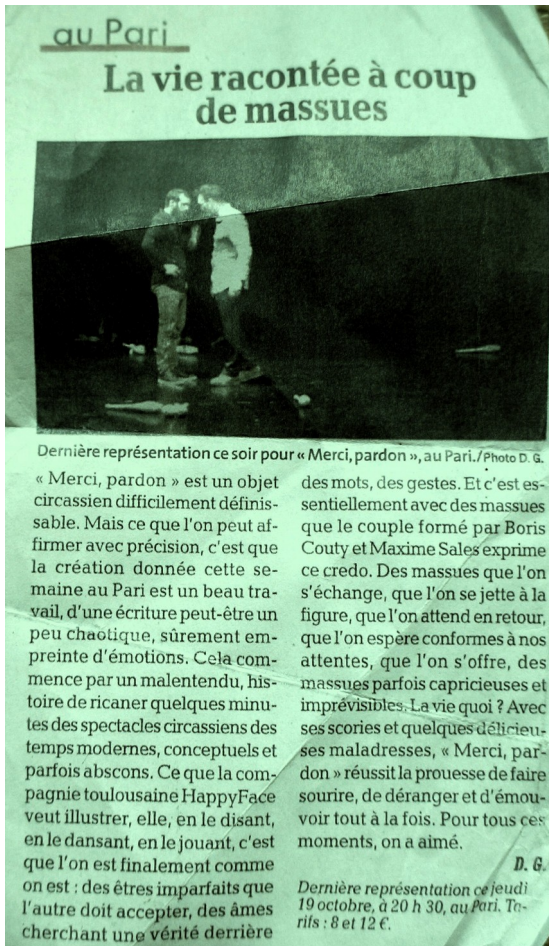 au Pari
La vie racontée à coup
de massues
Dernière représentation ce soir pour « Merci, pardon », au Pari./Photo D. G.
« Merci, pardon » est un objet
circassien difficilement définis-
sable. Mais ce que l'on peut af-
firmer avec précision, c'est que
la création donnée cette se-
maine au Pari est un beau tra-
vail, d'une écriture peut-être un
peu chaotique, sûrement em-
preinte d'émotions. Cela com-
mence par un malentendu, his-
toire de ricaner quelques minu-
tes des spectacles circassiens des
temps modernes, conceptuels et
parfois abscons. Ce que la com-
pagnie toulousaine HappyFace
veut illustrer, elle, en le disant,
en le dansant, en le jouant, c'est
que l'on est finalement comme
on est : des êtres imparfaits que
l'autre doit accepter, des âmes
cherchant une vérité derrière
des mots, des gestes. Et c'est es-
sentiellement avec des massues
que le couple formé par Boris
Couty et Maxime Sales exprime
ce credo. Des massues que l'on
s'échange, que l'on se jette à la
figure, que l'on attend en retour,
que l'on espère conformes à nos
attentes, que l'on s'offre, des
massues parfois capricieuses et
imprévisibles. La vie quoi ? Avec
ses scories et quelques délicieu-
ses maladresses, « Merci, par-
don » réussit la prouesse de faire
sourire, de déranger et d'émou-
voir tout à la fois. Pour tous ces
moments, on a aimé.
D. G.
Dernière représentation ce jeudi
19 octobre, à 20 h 30, au Pari. Ta-
rifs : 8 et 12 €.